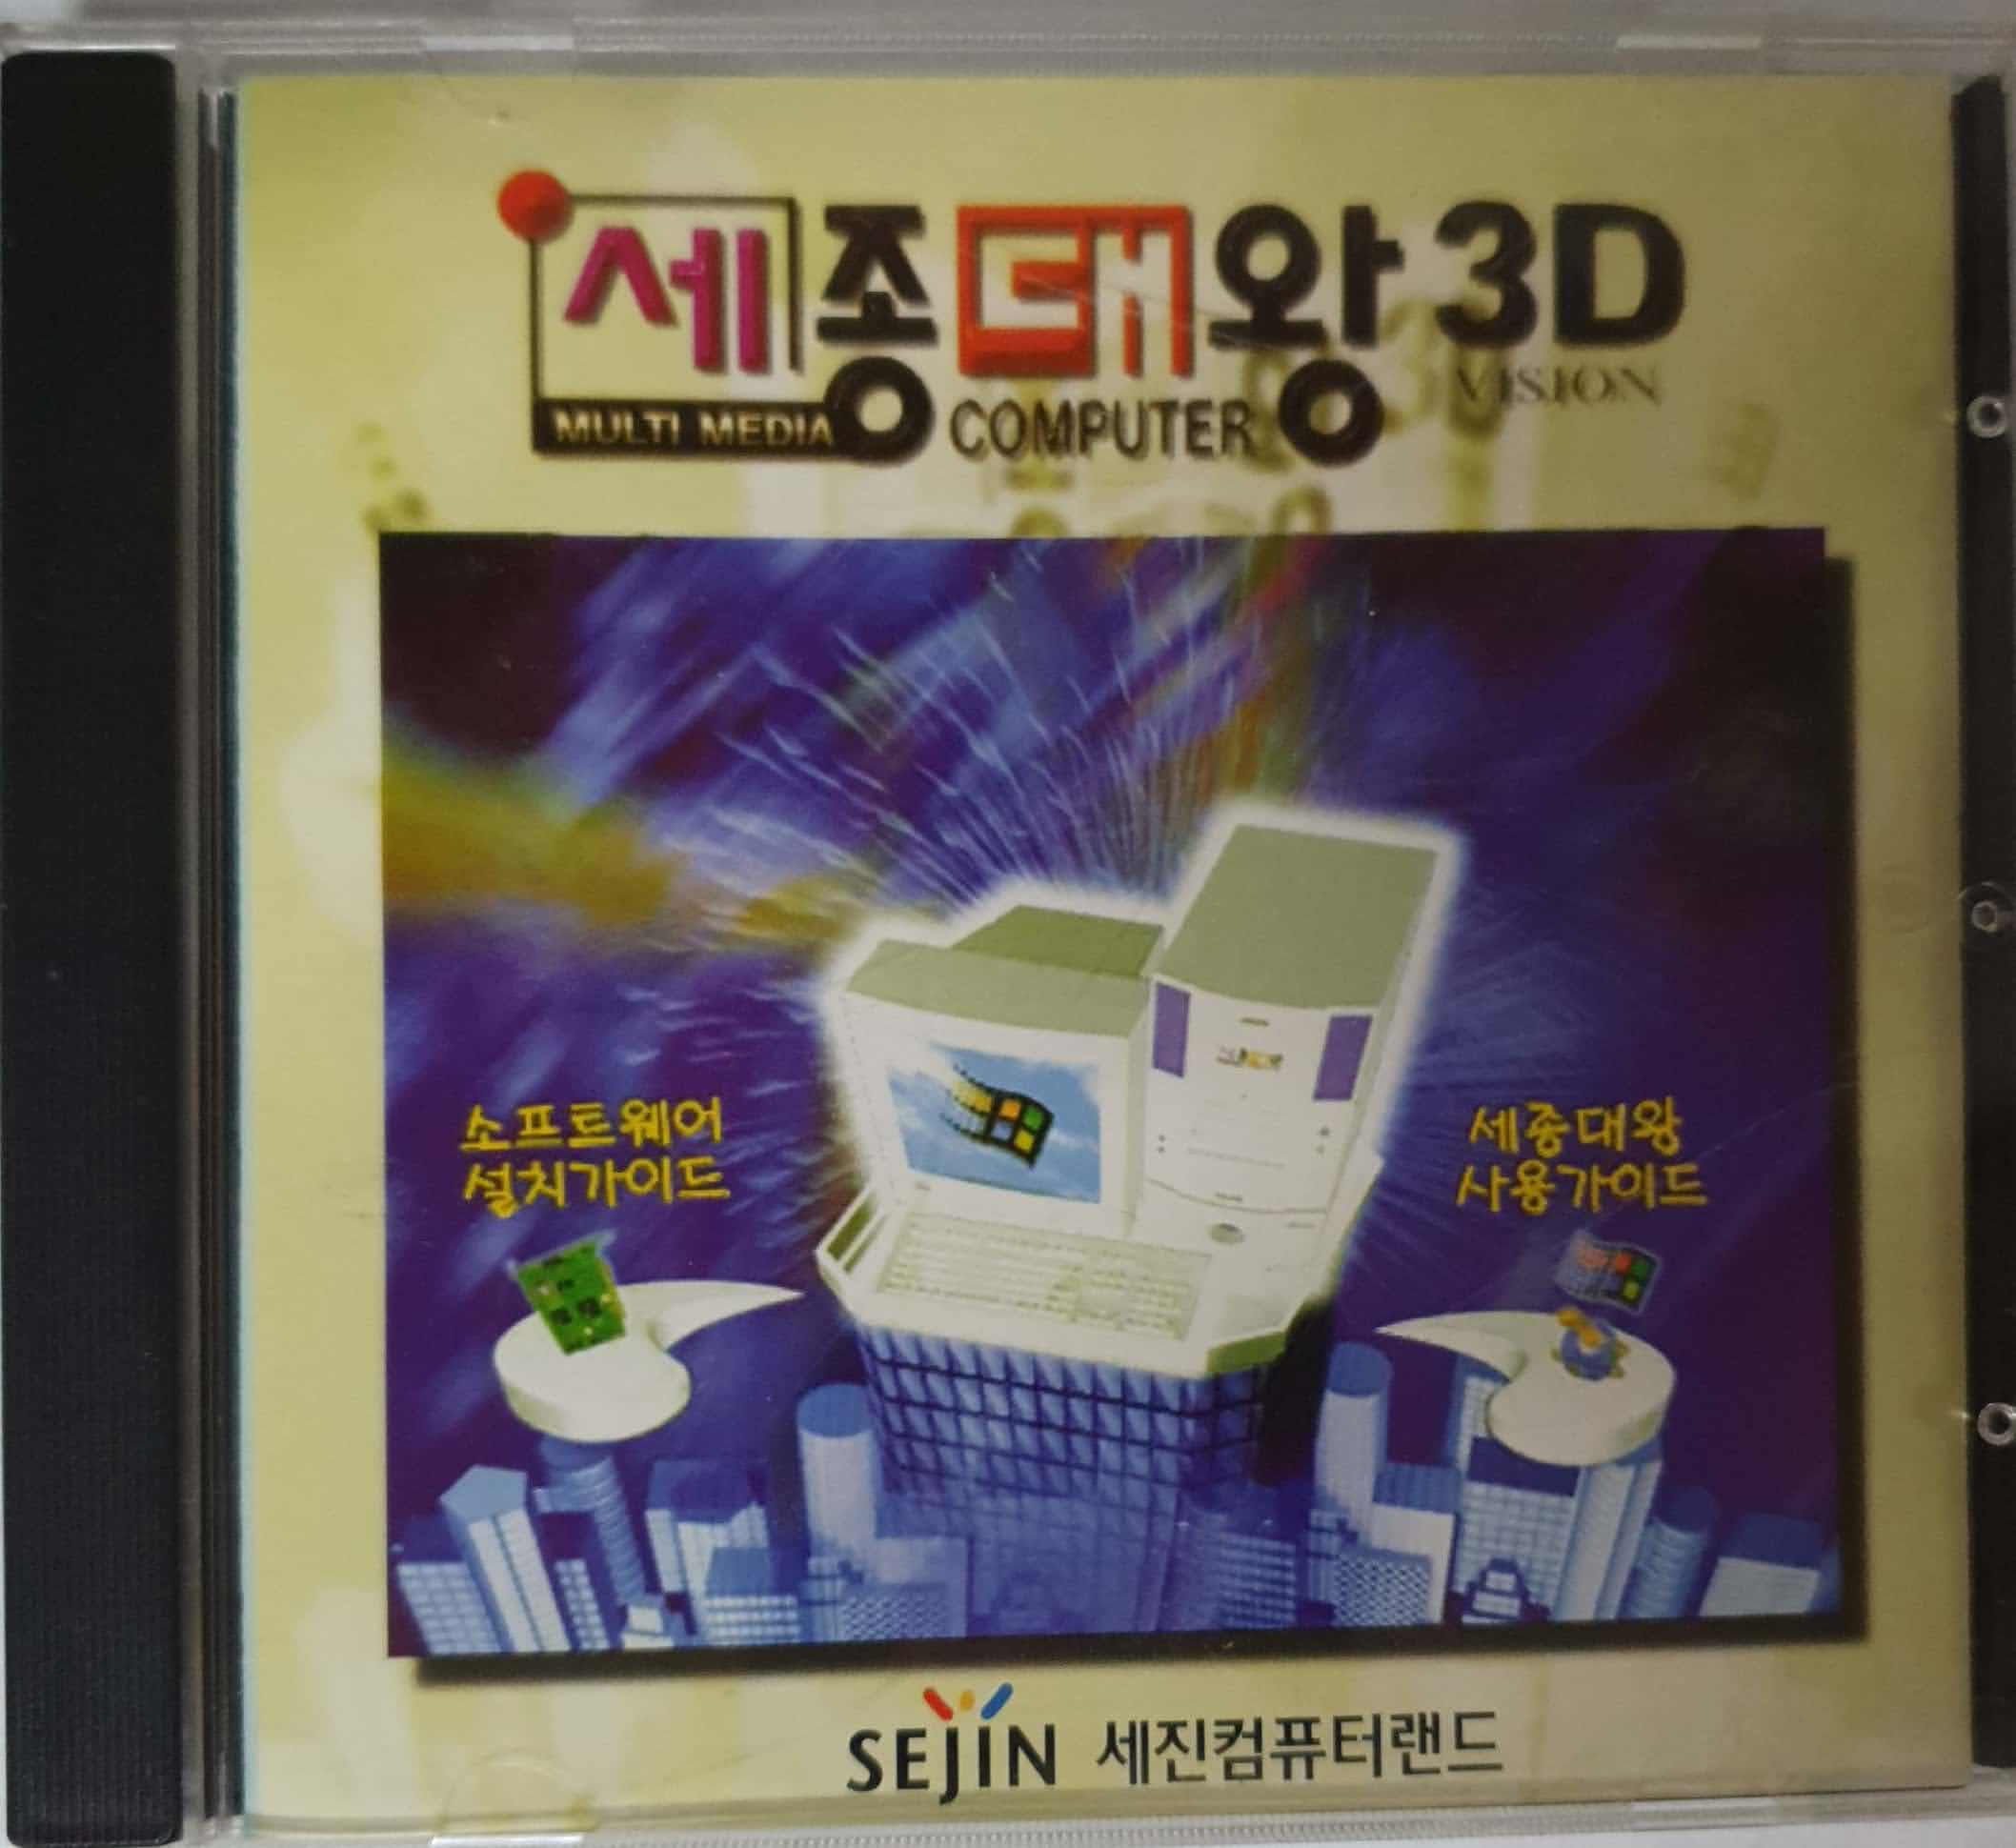 세종대왕 3D
VISION
MULTI MEDIA COMPUTER
소프트웨어
설치가이드
세종대왕
사용가이드
SEJIN 세진컴퓨터랜드